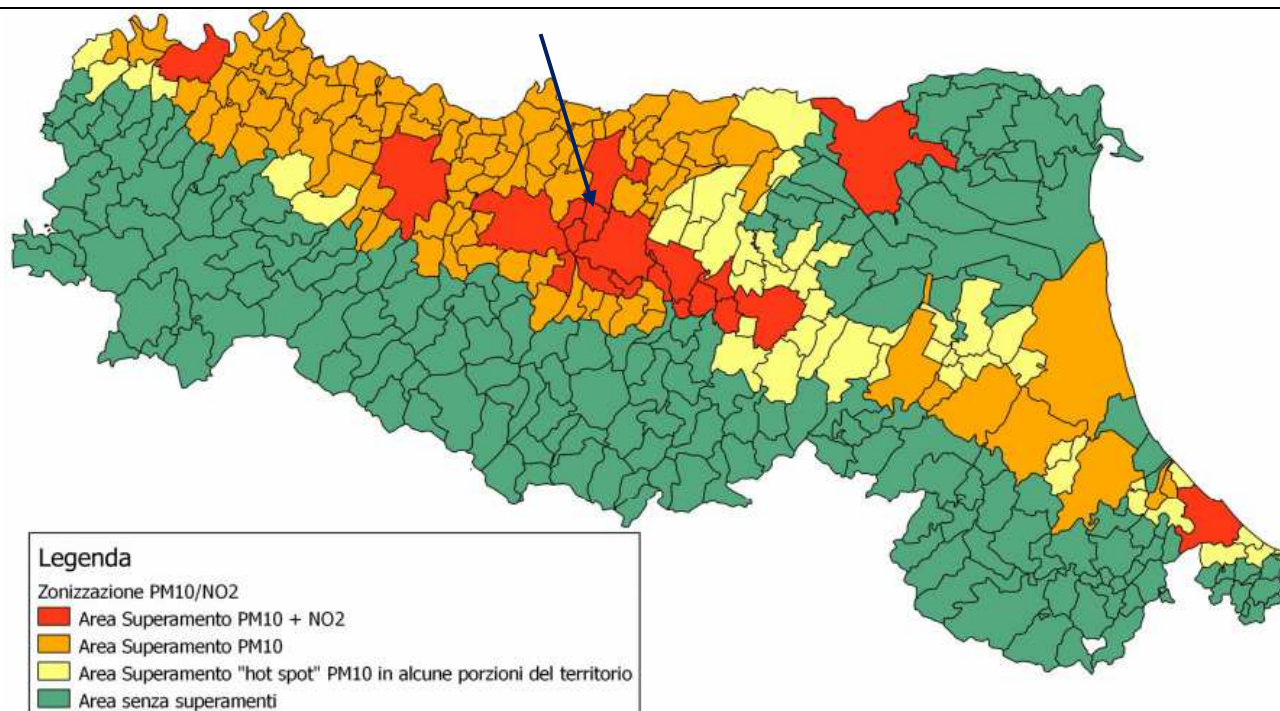 Legenda
Zonizzazione PM10/NO2
Area Superamento PM10 + NO2
Area Superamento PM10
Area Superamento "hot spot" PM10 in alcune porzioni del territorio
Area senza superamenti